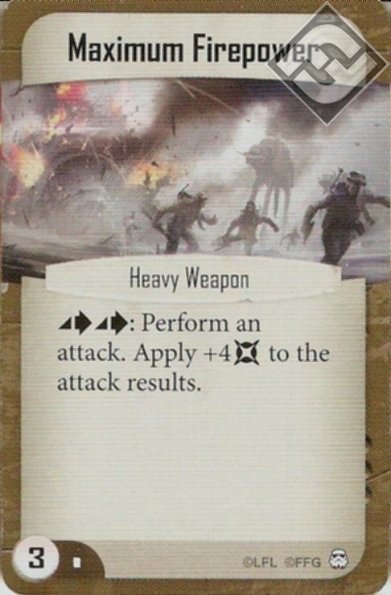 Maximum Firepower
Heavy Weapon
: Perform an
attack. Apply +4 to the
attack results.
3
©LFL ©FFG